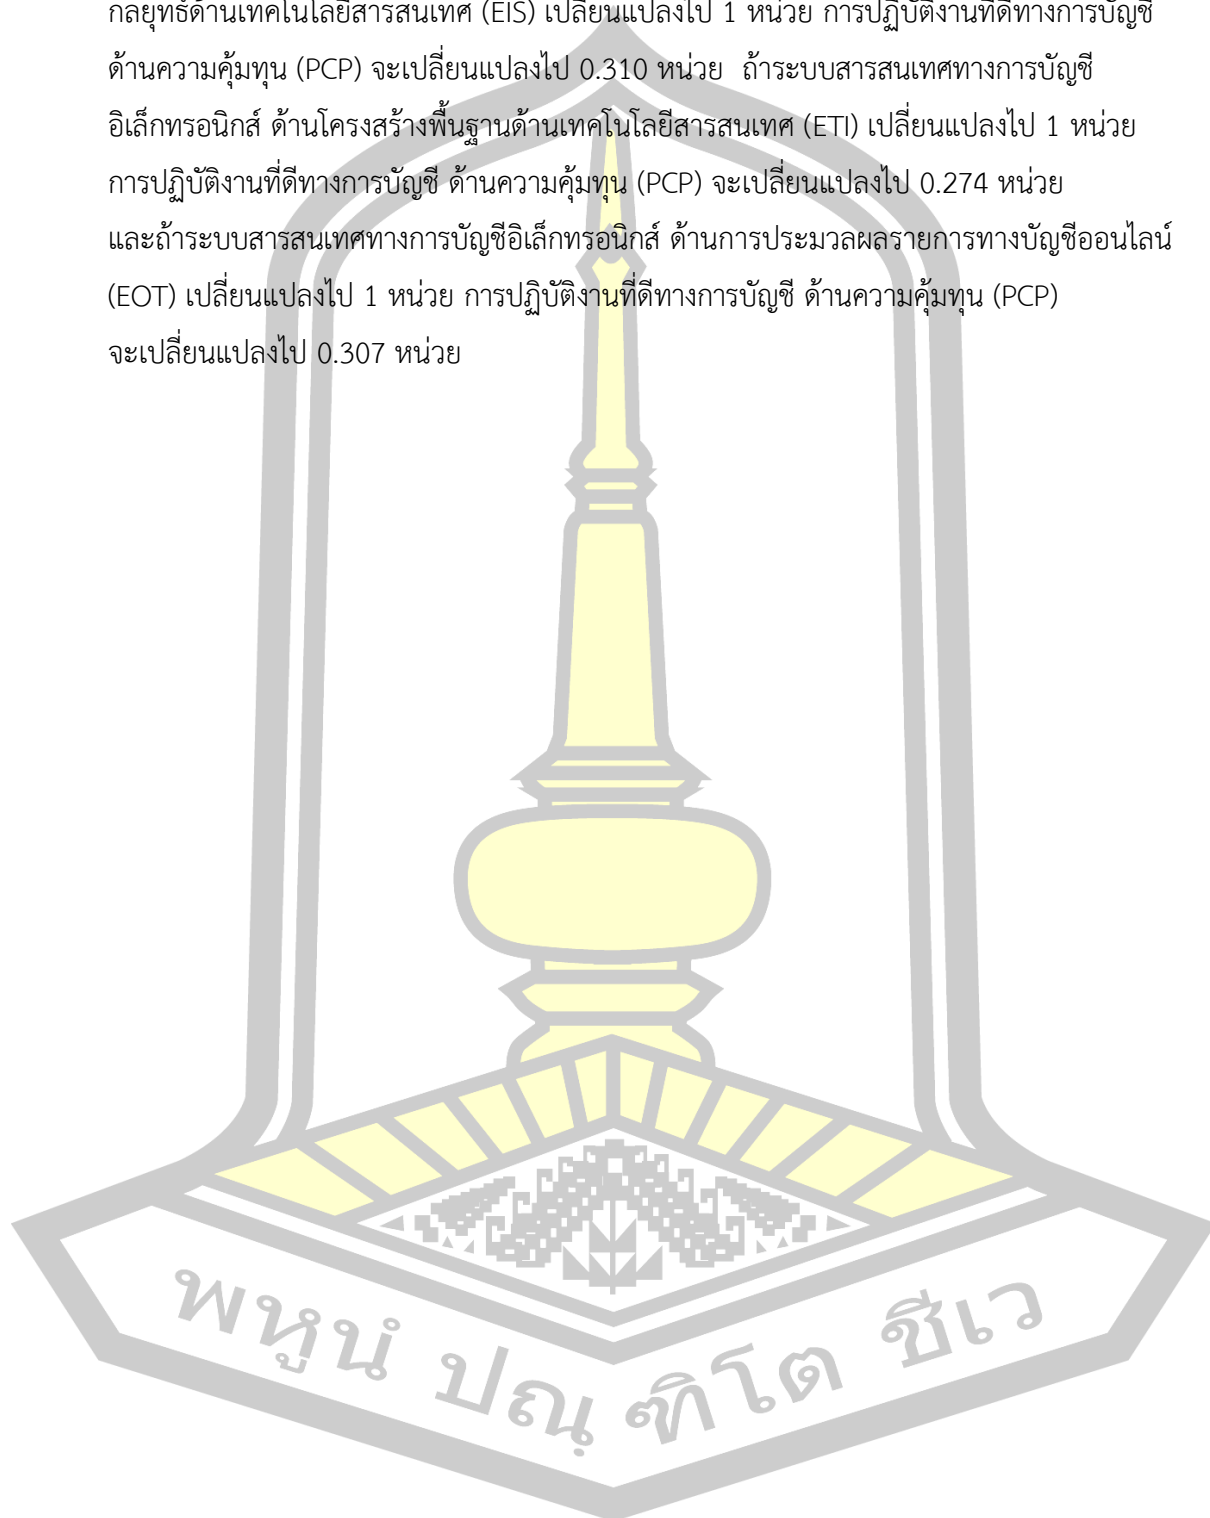 กลยุทธ์ด้านเทคโนโลยีสารสนเทศ (EIS) เปลี่ยนแปลงไป 1 หน่วย การปฏิบัติงานที่ดีทางการบัญชี
ด้านความคุ้มทุน (PCP) จะเปลี่ยนแปลงไป 0.310 หน่วย ถ้าระบบสารสนเทศทางการบัญชี
อิเล็กทรอนิกส์ ด้านโครงสร้างพื้นฐานด้านเทคโนโลยีสารสนเทศ (ETI) เปลี่ยนแปลงไป 1 หน่วย
การปฏิบัติงานที่ดีทางการบัญชี ด้านความคุ้มทุน (PCP) จะเปลี่ยนแปลงไป 0.274 หน่วย
และถ้าระบบสารสนเทศทางการบัญชีอิเล็กทรอนิกส์ ด้านการประมวลผลรายการทางบัญชีออนไลน์
(EOT) เปลี่ยนแปลงไป 1 หน่วย การปฏิบัติงานที่ดีทางการบัญชี ด้านความคุ้มทุน (PCP)
จะเปลี่ยนแปลงไป 0.307 หน่วย
พหูนํ ปณฺฑิโต ชีเว